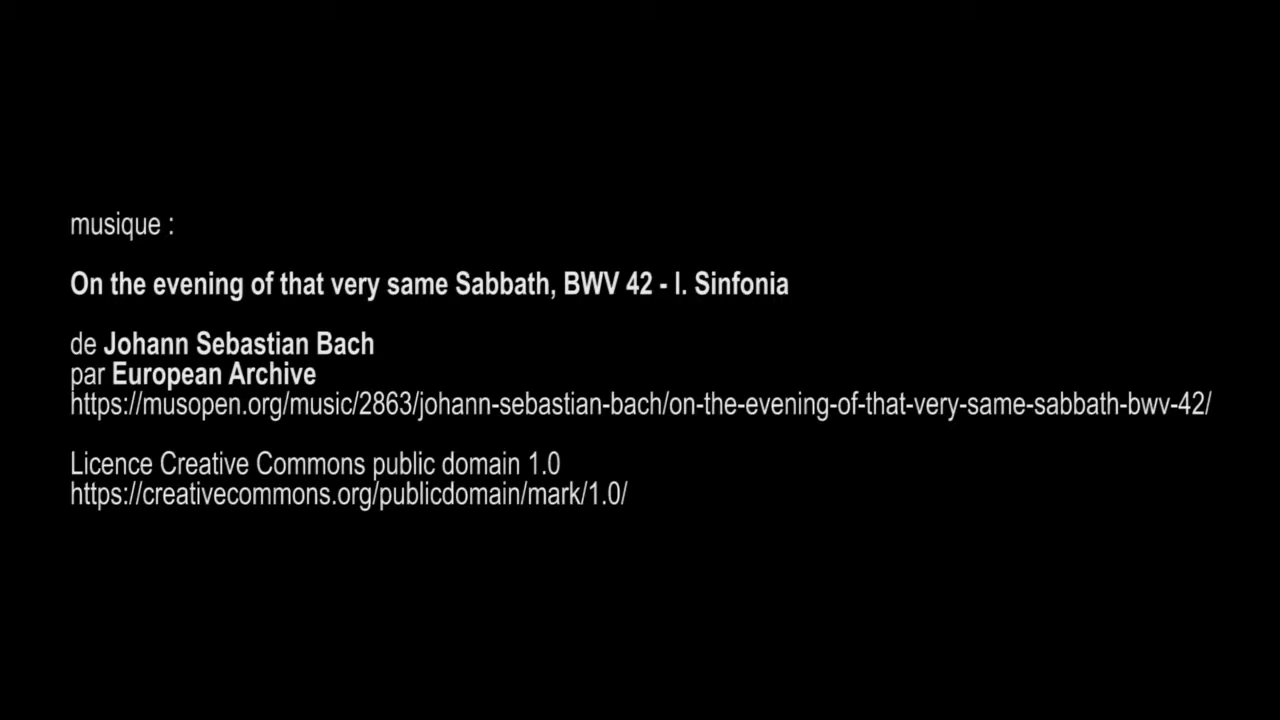 musique :
On the evening of that very same Sabbath, BWV 42 - I. Sinfonia
de Johann Sebastian Bach
par European Archive
https://musopen.org/music/2863/johann-sebastian-bach/on-the-evening-of-that-very-same-sabbath-bwv-42/
Licence Creative Commons public domain 1.0
https://creativecommons.org/publicdomain/mark/1.0/